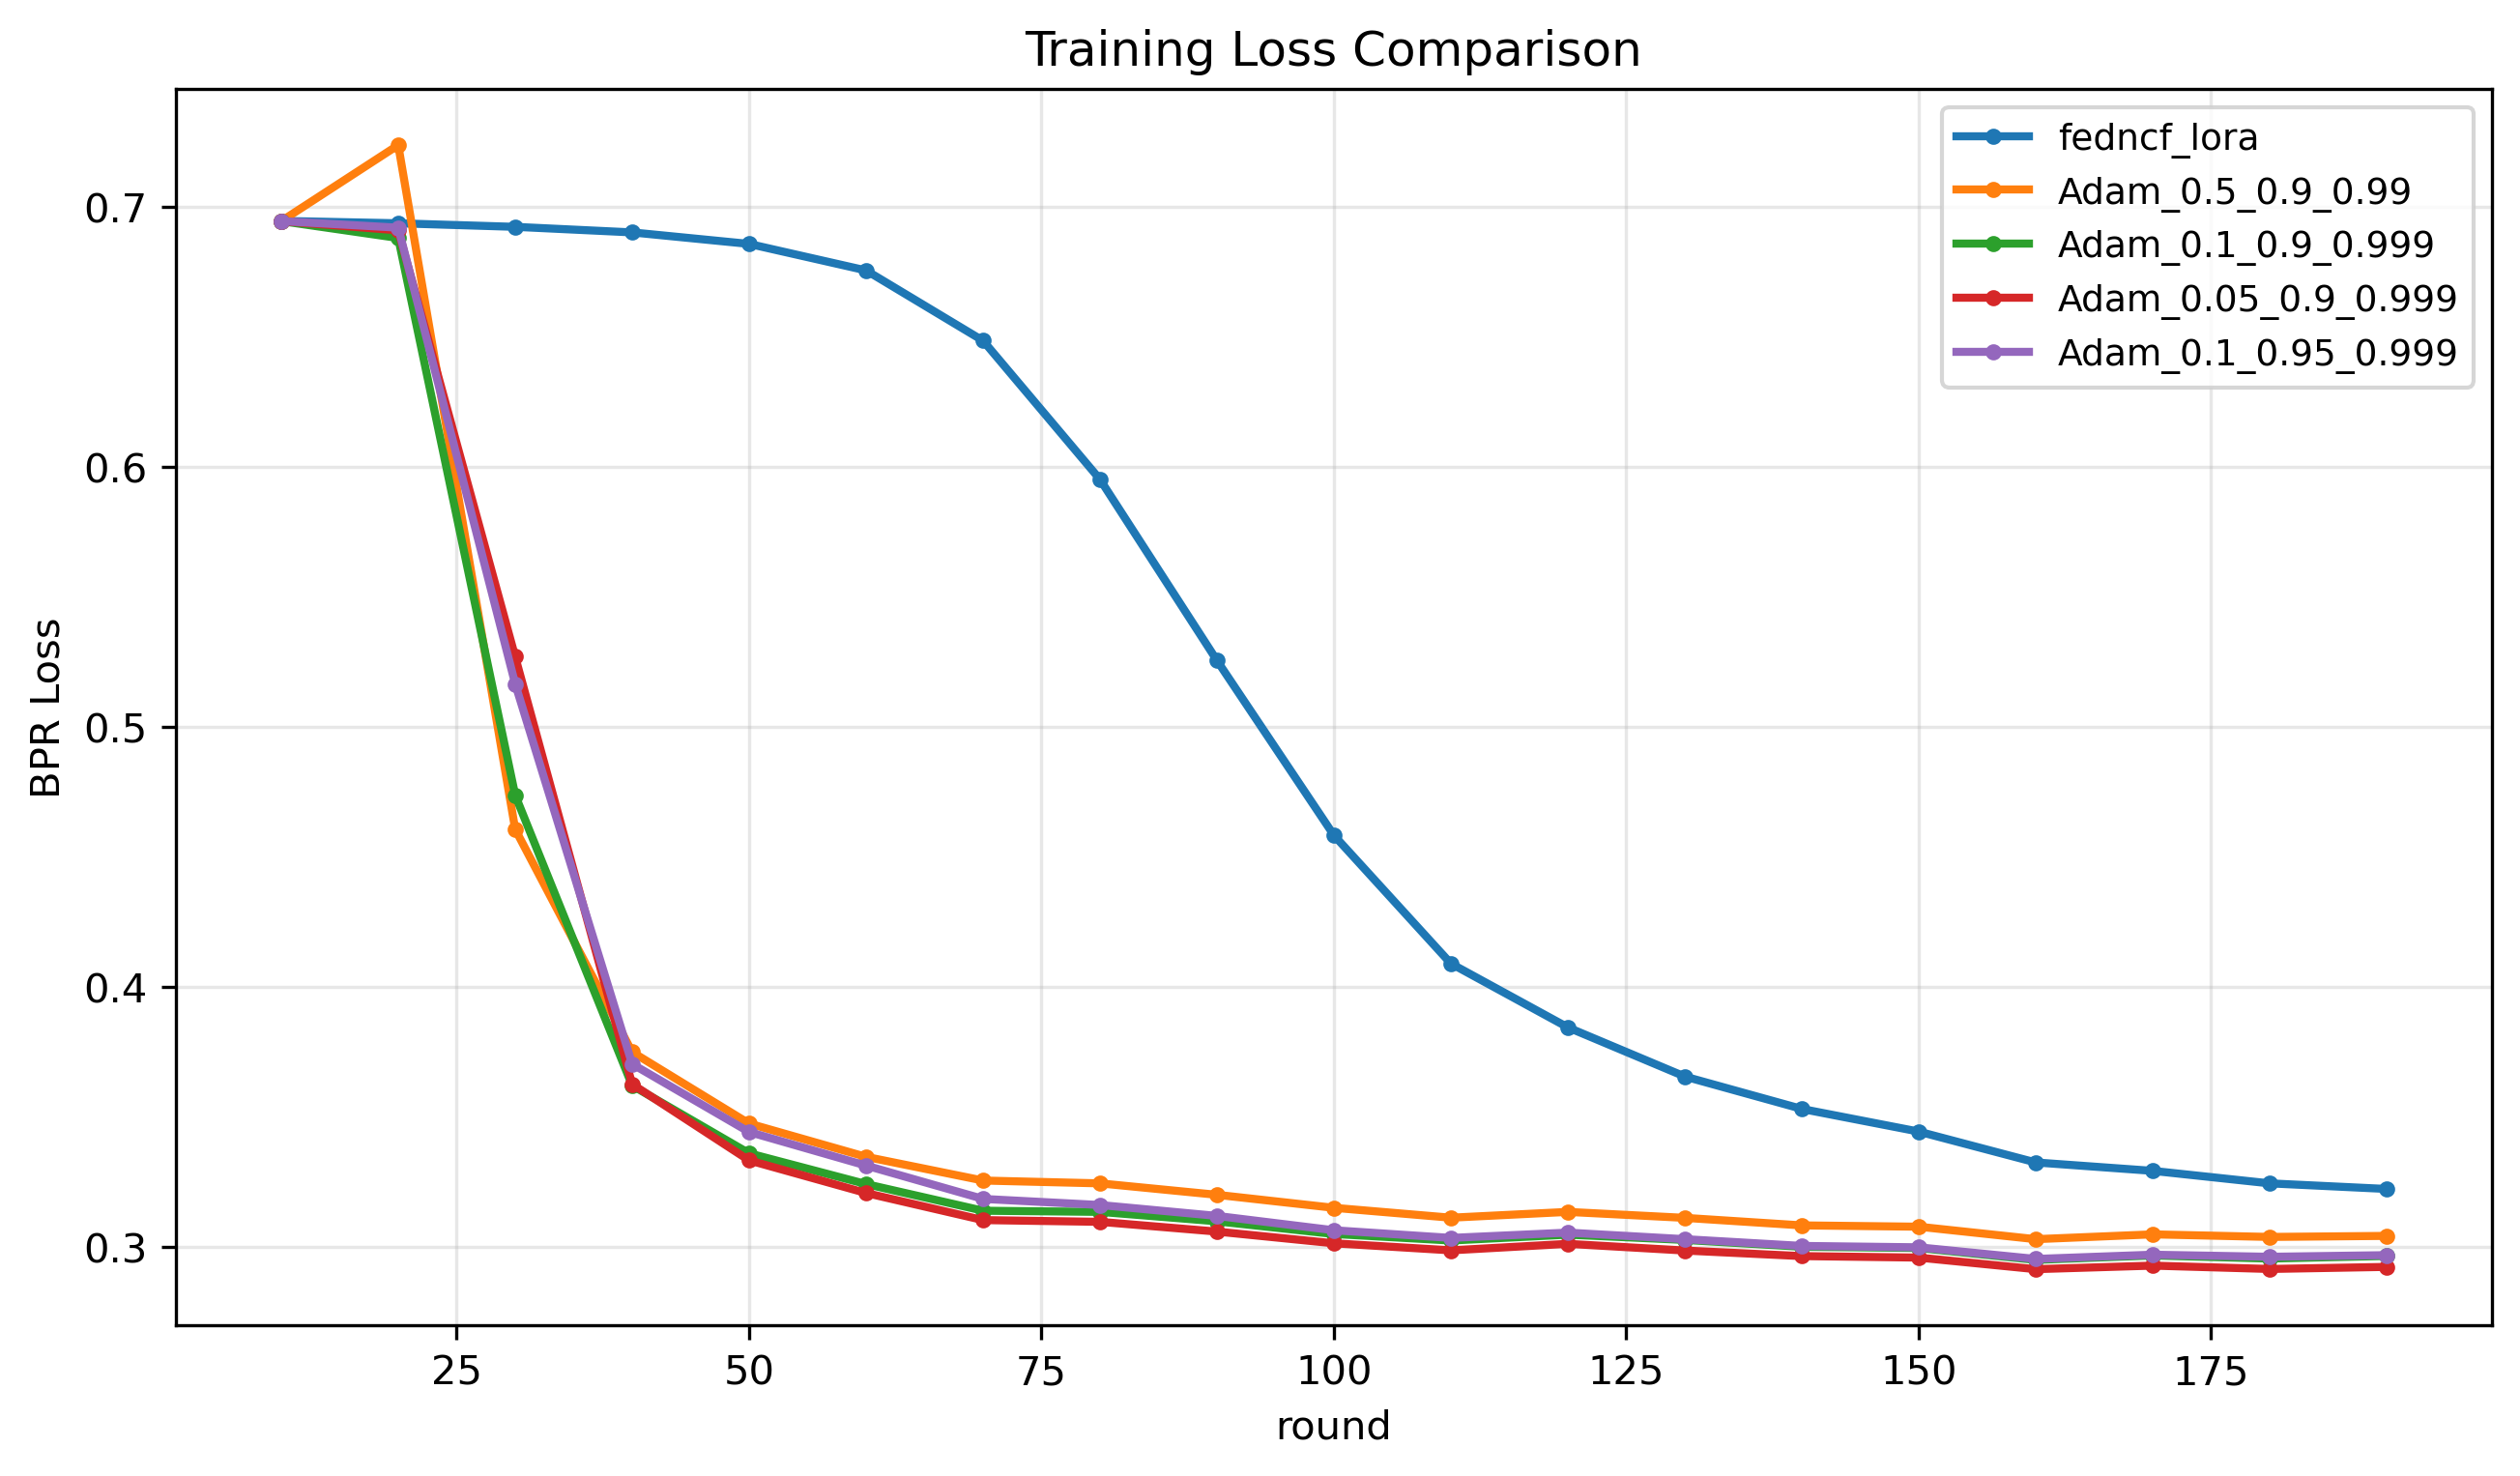 Training Loss Comparison
fedncf_lora
Adam_0.5_0.9_0.99
Adam_0.1_0.9_0.999
Adam_0.05_0.9_0.999
Adam_0.1_0.95_0.999
BPR Loss
0.7
0.6
0.5
0.4
0.3
25 50 75 100 125 150 175
round